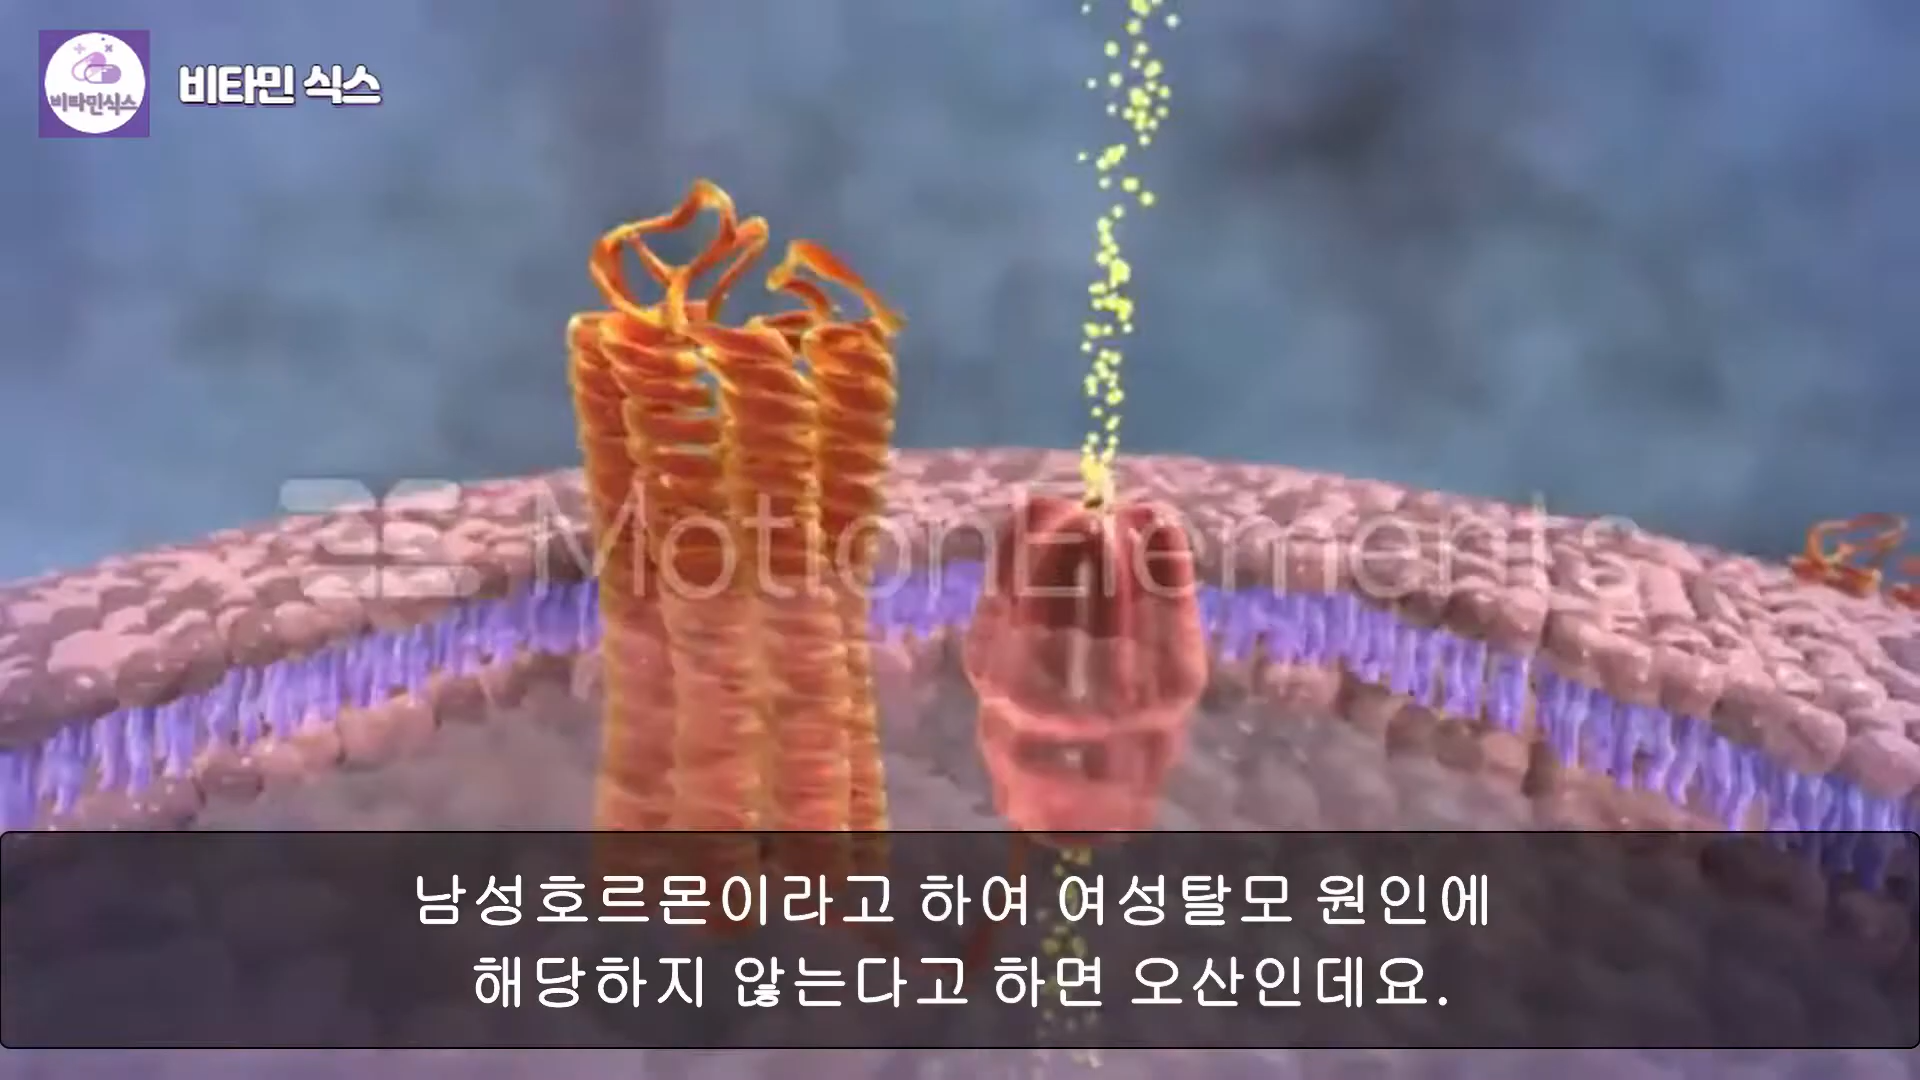 비타민식스
비타민 식스
MotionElements
남성호르몬이라고 하여 여성탈모 원인에
해당하지 않는다고 하면 오산인데요.